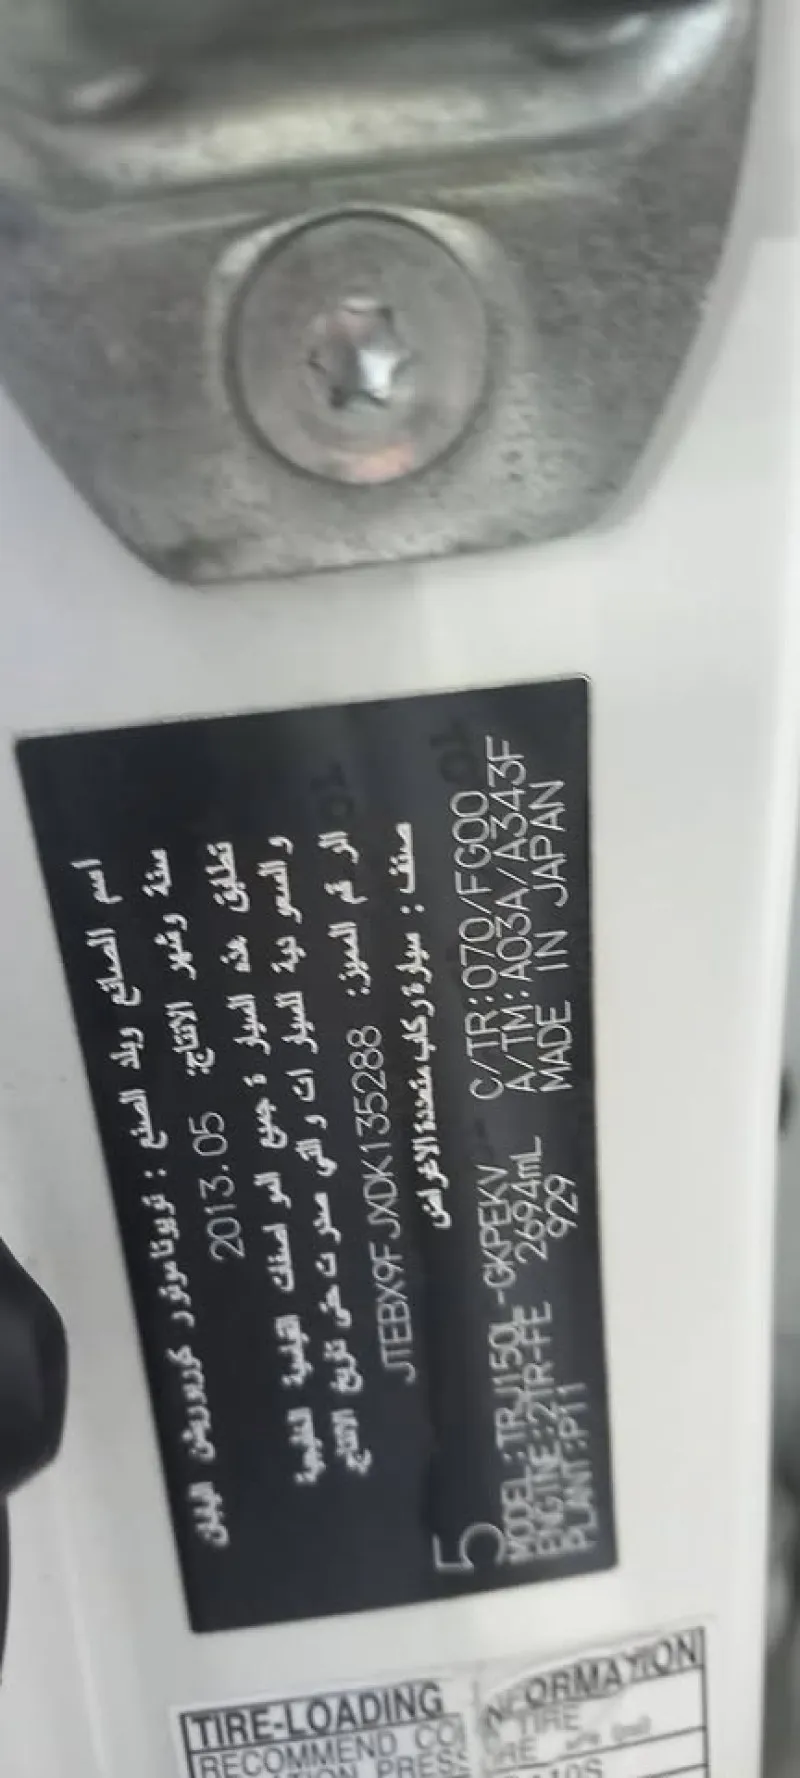 اسم الصانع وبلد الصنع : تويوتا موتور كوربوريشن اليابان
سنة وشهر الانتاج: 2013.05
تطابق هذه السيارة جميع المواصفات القياسية الخليجية
و السعودية للسيارات والتي صدرت حتى تاريخ الانتاج.
الرقم المميز: JTEBX9FJXDK135288
صنف : سيارة ركاب متعددة الاغراض
5
MODEL:TRJ150L-GKPEKV C/TR:070/FG00
ENGINE:2TR-FE 2694mL A/TM:A03A/A343F
PLANT:P11 929 MADE IN JAPAN
TIRE-LOADING INFORMAYION
RECOMMEND TIRE